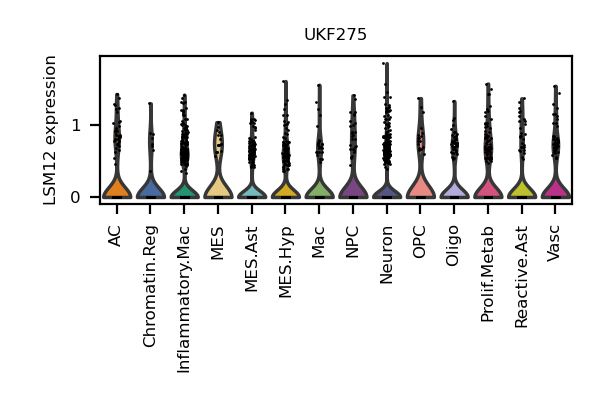 UKF275
LSM12 expression
1
0
AC
Chromatin.Reg
Inflammatory.Mac
MES
MES.Ast
MES.Hyp
Mac
NPC
Neuron
OPC
Oligo
Prolif.Metab
Reactive.Ast
Vasc